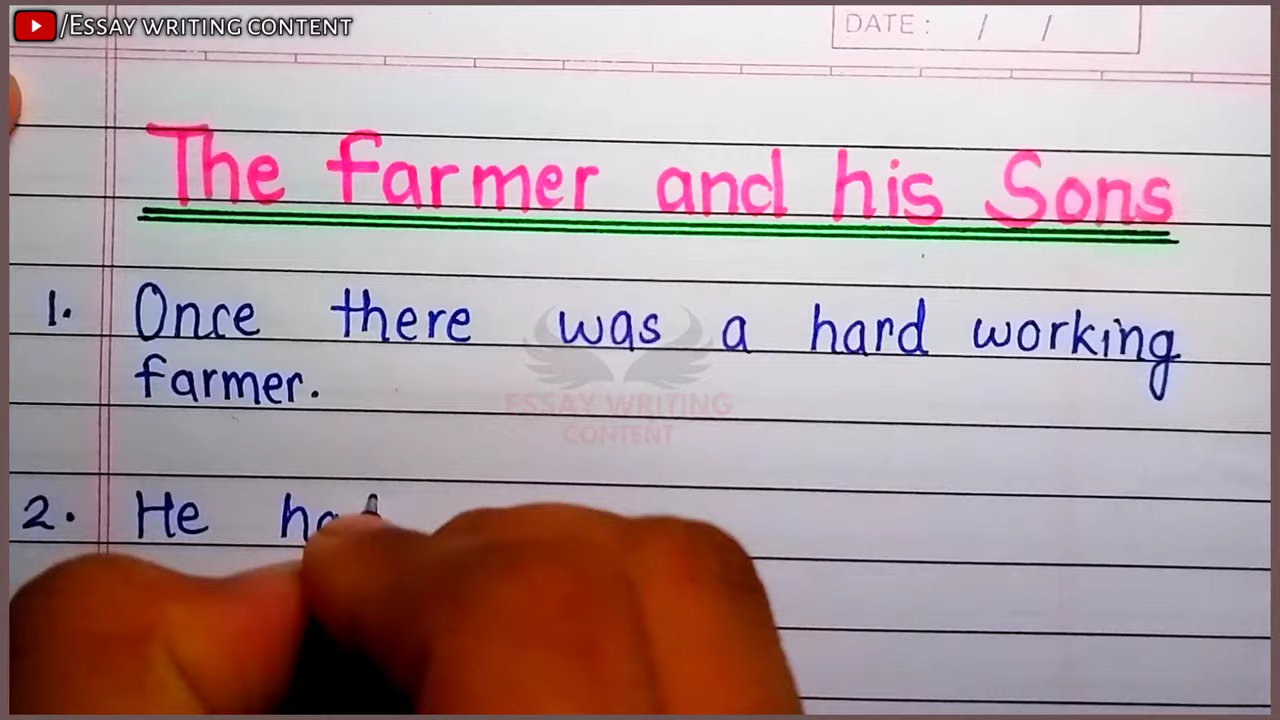 /ESSAY WRITING CONTENT
DATE : / /
The farmer and his Sons
1. Once there was a hard working
farmer.
ESSAY WRITING
CONTENT
2. He